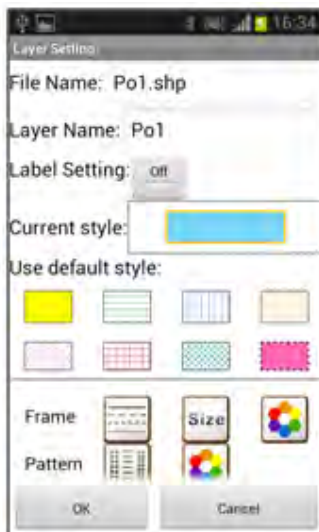 16:34
Layer Setting
File Name: Po1.shp
Layer Name: Po1
Label Setting: Off
Current style:
Use default style:
Frame Size
Pattern
OK Cancel